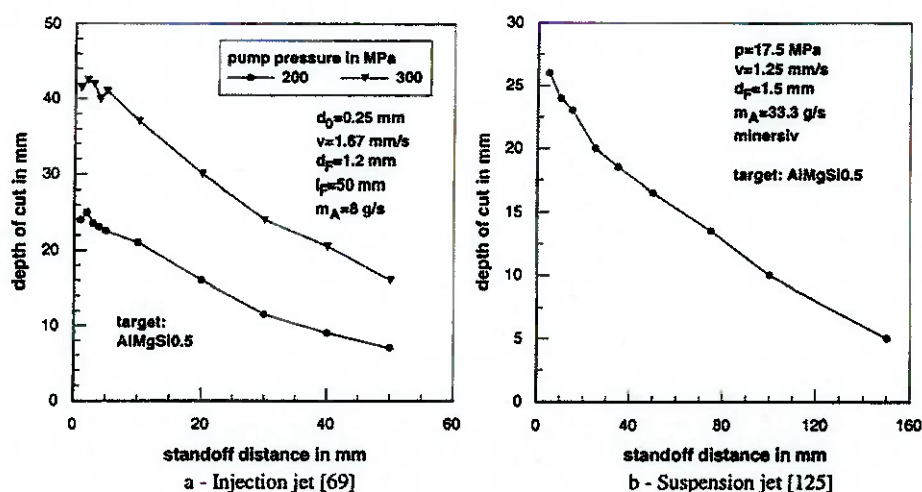 50
40
30
20
10
0
depth of cut in mm
pump pressure in MPa
200 300
d0=0.25 mm
v=1.67 mm/s
dF=1.2 mm
lF=50 mm
mA=8 g/s
target:
AlMgSi0.5
0 20 40 60
standoff distance in mm
a - Injection jet [69]
30
25
20
15
10
5
0
depth of cut in mm
p=17.5 MPa
v=1.25 mm/s
dF=1.5 mm
mA=33.3 g/s
minersiv
target: AlMgSi0.5
0 40 80 120 160
standoff distance in mm
b - Suspension jet [125]